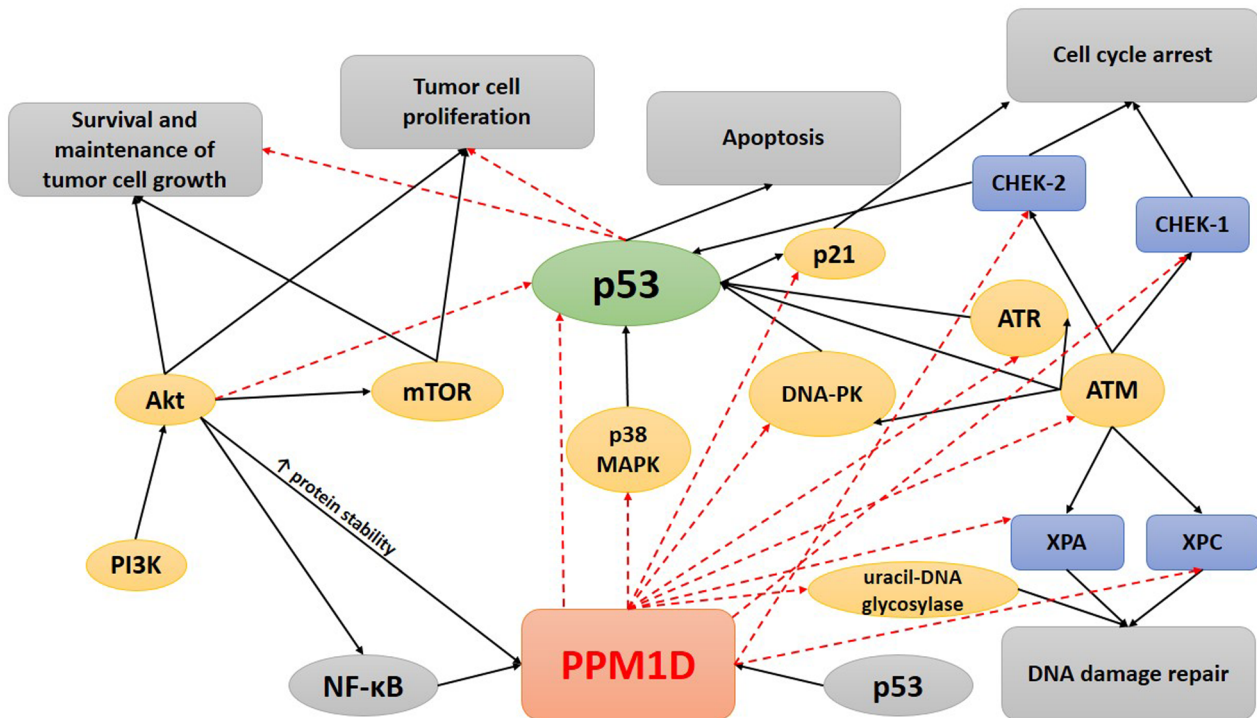 Cell cycle arrest
Tumor cell
proliferation
Survival and
maintenance of
tumor cell growth
Apoptosis
CHEK-2
CHEK-1
p53
p21
ATR
Akt
mTOR
DNA-PK
ATM
p38
MAPK
↑ protein stability
PI3K
XPA
XPC
uracil-DNA
glycosylase
NF-κB
PPM1D
p53
DNA damage repair